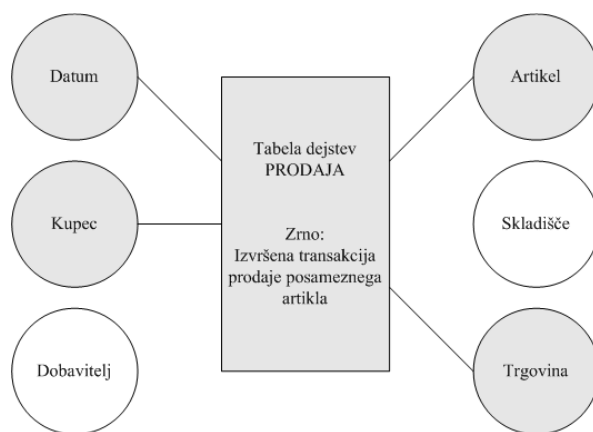 Datum
Kupec
Dobavitelj
Tabela dejstev
PRODAJA
Zrno:
Izvršena transakcija
prodaje posameznega
artikla
Artikel
Skladišče
Trgovina